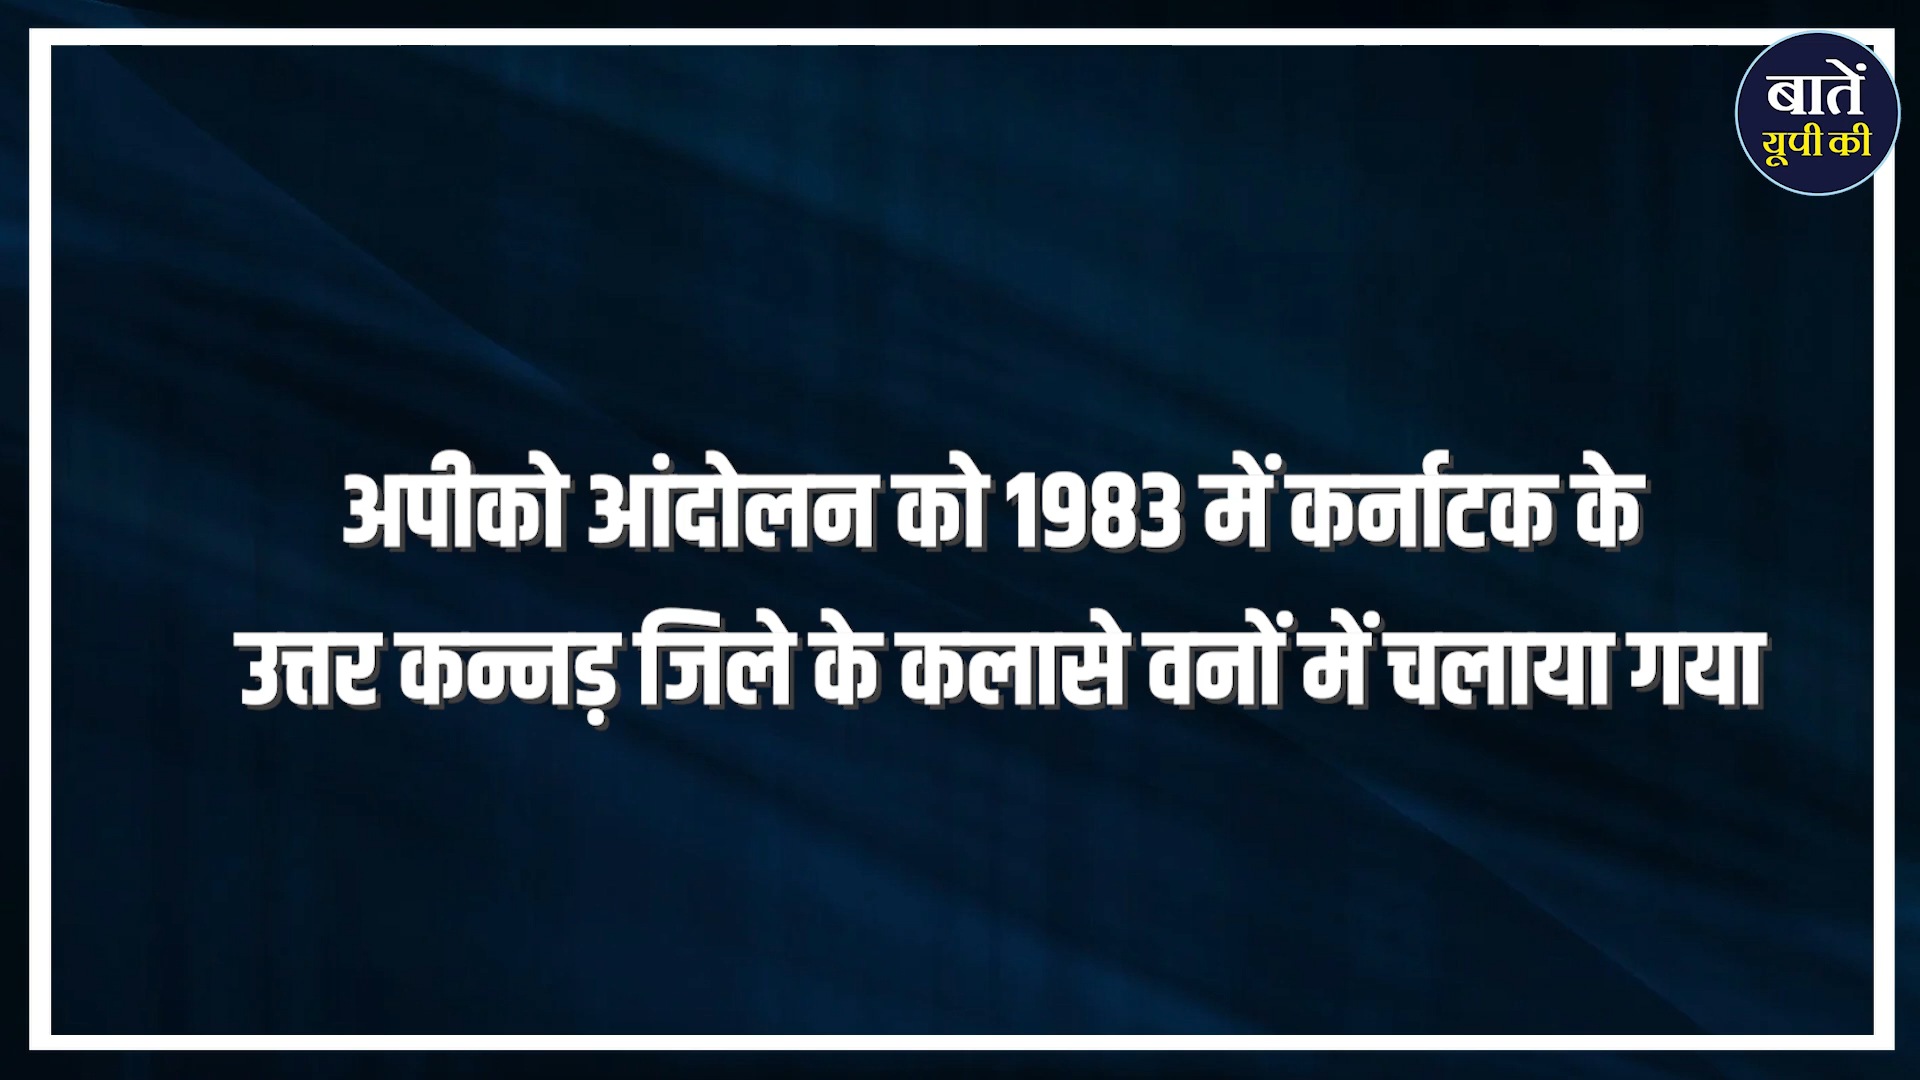 बातें
यूपी की
अपीको आंदोलन को 1983 में कर्नाटक के
उत्तर कन्नड़ जिले के कलासे वनों में चलाया गया